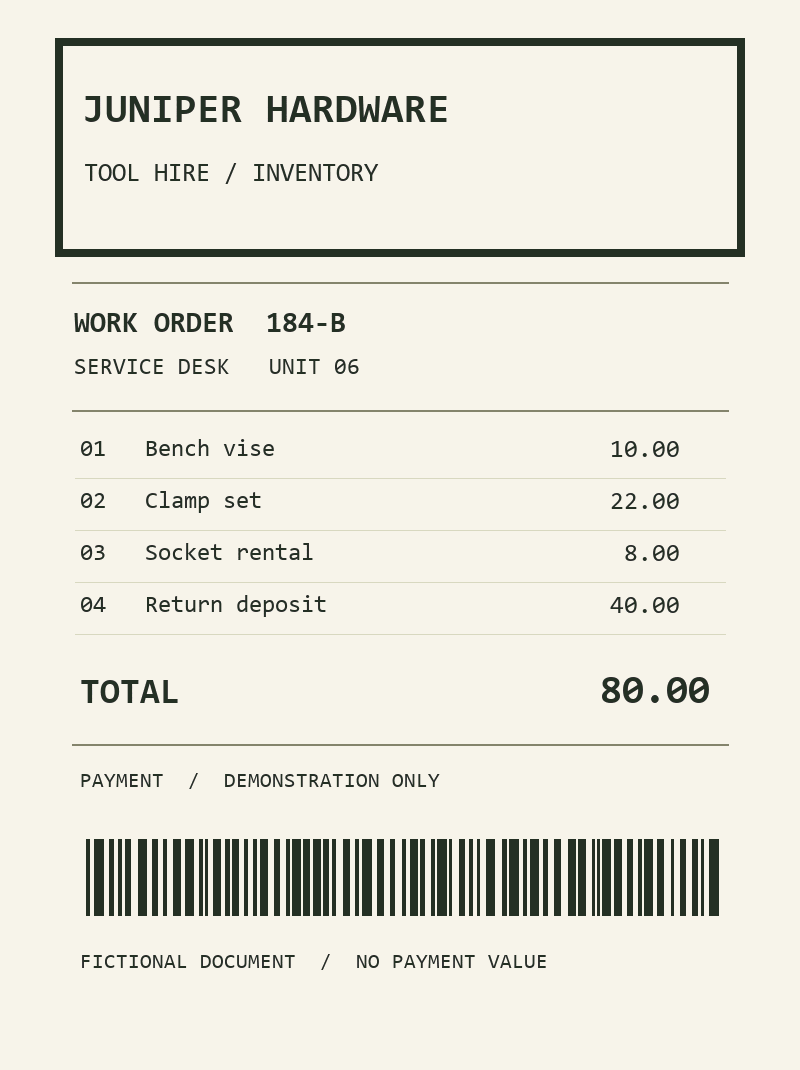 JUNIPER HARDWARE
TOOL HIRE / INVENTORY
WORK ORDER 184-B
SERVICE DESK UNIT 06
01 Bench vise 10.00
02 Clamp set 22.00
03 Socket rental 8.00
04 Return deposit 40.00
TOTAL 80.00
PAYMENT / DEMONSTRATION ONLY
FICTIONAL DOCUMENT / NO PAYMENT VALUE